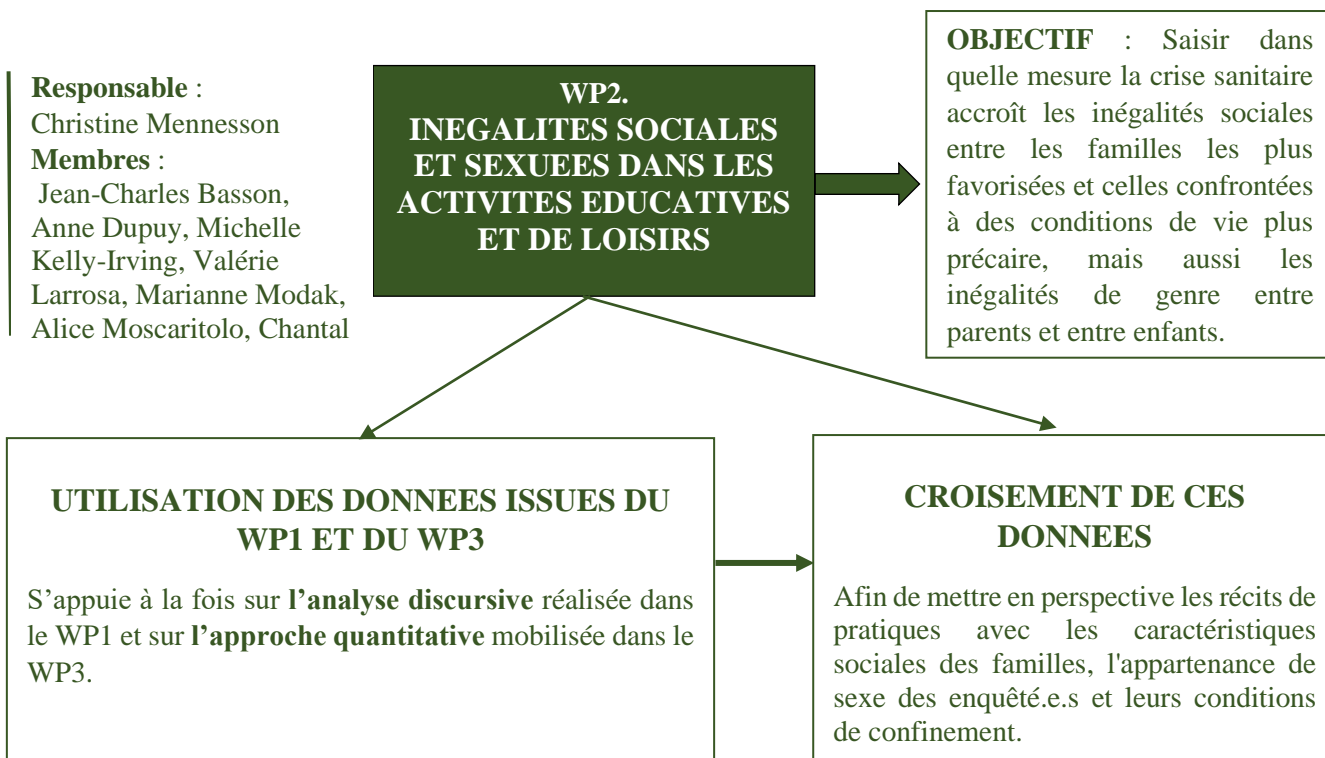 Responsable :
Christine Mennesson
Membres :
Jean-Charles Basson,
Anne Dupuy, Michelle
Kelly-Irving, Valérie
Larrosa, Marianne Modak,
Alice Moscaritolo, Chantal
WP2.
INEGALITES SOCIALES
ET SEXUEES DANS LES
ACTIVITES EDUCATIVES
ET DE LOISIRS
OBJECTIF : Saisir dans
quelle mesure la crise sanitaire
accroît les inégalités sociales
entre les familles les plus
favorisées et celles confrontées
à des conditions de vie plus
précaire, mais aussi les
inégalités de genre entre
parents et entre enfants.
UTILISATION DES DONNEES ISSUES DU
WP1 ET DU WP3
S’appuie à la fois sur l’analyse discursive réalisée dans
le WP1 et sur l’approche quantitative mobilisée dans le
WP3.
CROISEMENT DE CES
DONNEES
Afin de mettre en perspective les récits de
pratiques avec les caractéristiques
sociales des familles, l'appartenance de
sexe des enquêté.e.s et leurs conditions
de confinement.